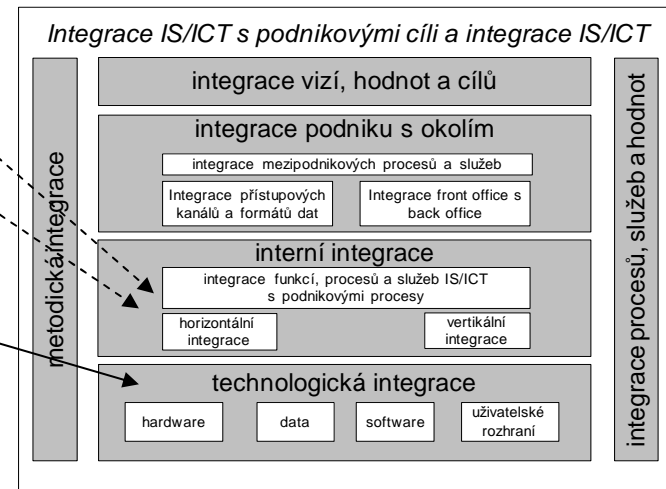 Integrace IS/ICT s podnikovými cíli a integrace IS/ICT
metodická integrace
integrace vizí, hodnot a cílů
integrace podniku s okolím
integrace mezipodnikových procesů a služeb
Integrace přístupových
kanálů a formátů dat
Integrace front office s
back office
interní integrace
integrace funkcí, procesů a služeb IS/ICT
s podnikovými procesy
horizontální
integrace
vertikální
integrace
technologická integrace
hardware
data
software
uživatelské
rozhraní
integrace procesů, služeb a hodnot